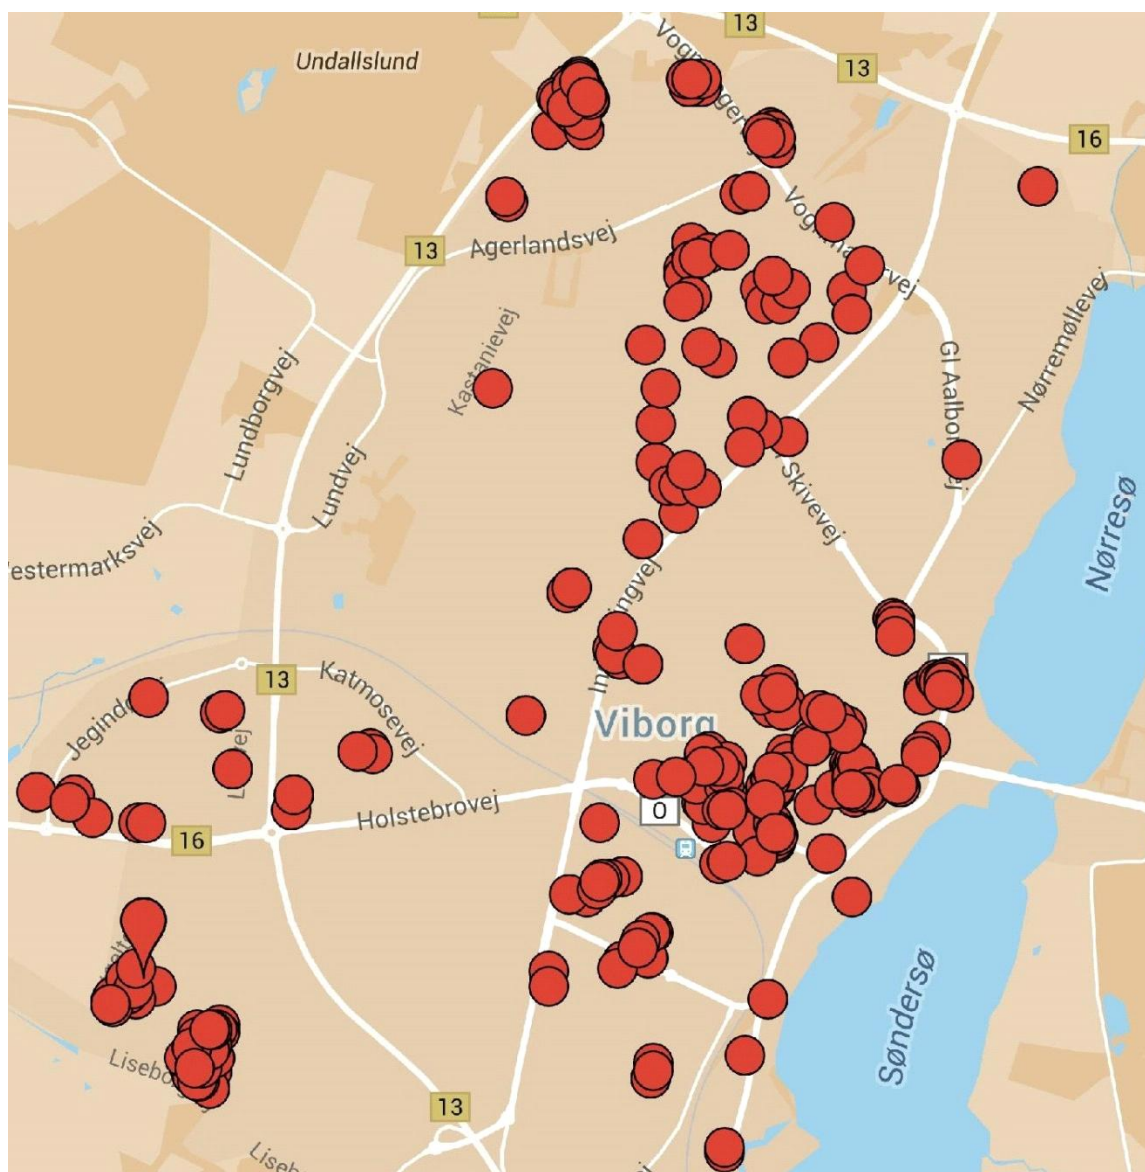 13
Undallslund
13
16
13
Agerlandsvej
Kastanievej
Gl Aalbor
Nørremøllevej
Lundborgvej
Lundvej
Skivevej
estermarksvej
Nørresø
13
Katmosevej
Viborg
Holstebrovej
0
16
Søndersø
13